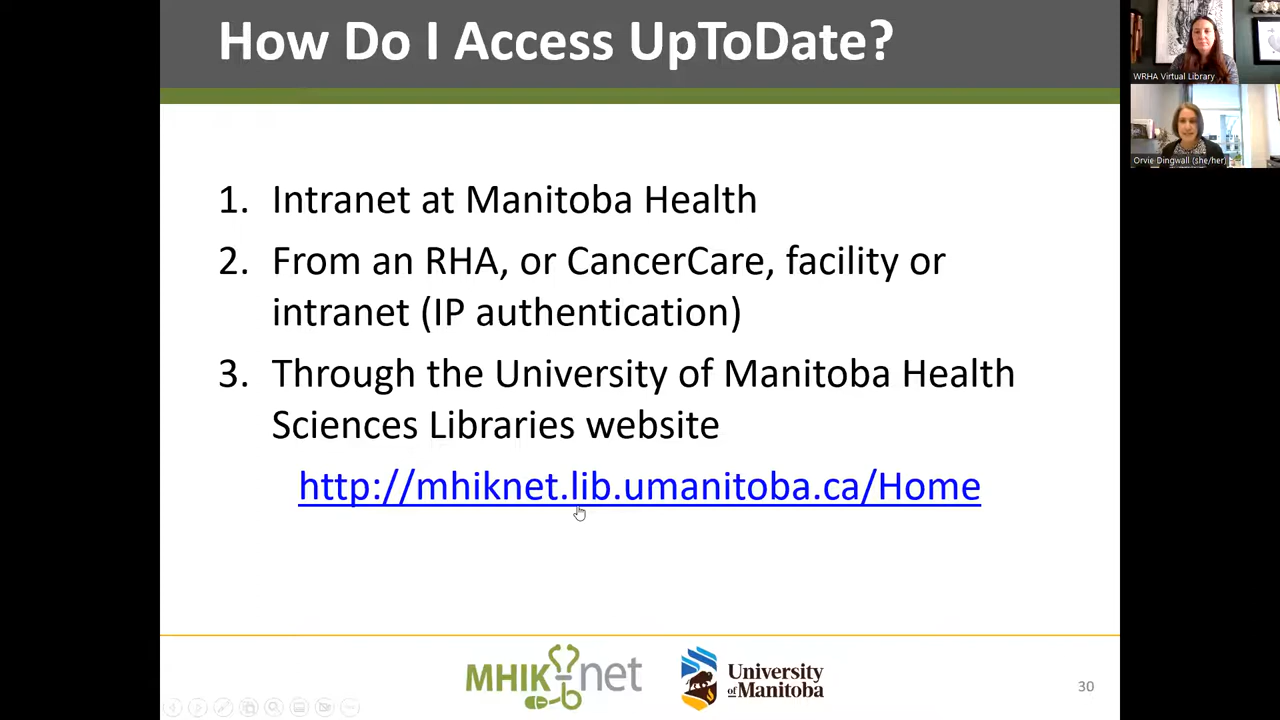 How Do I Access UpToDate?
WRHA Virtual Library
Orvie Dingwall (she/her)
1. Intranet at Manitoba Health
2. From an RHA, or CancerCare, facility or
intranet (IP authentication)
3. Through the University of Manitoba Health
Sciences Libraries website
http://mhiknet.lib.umanitoba.ca/Home
MHIKnet
University
of Manitoba
30